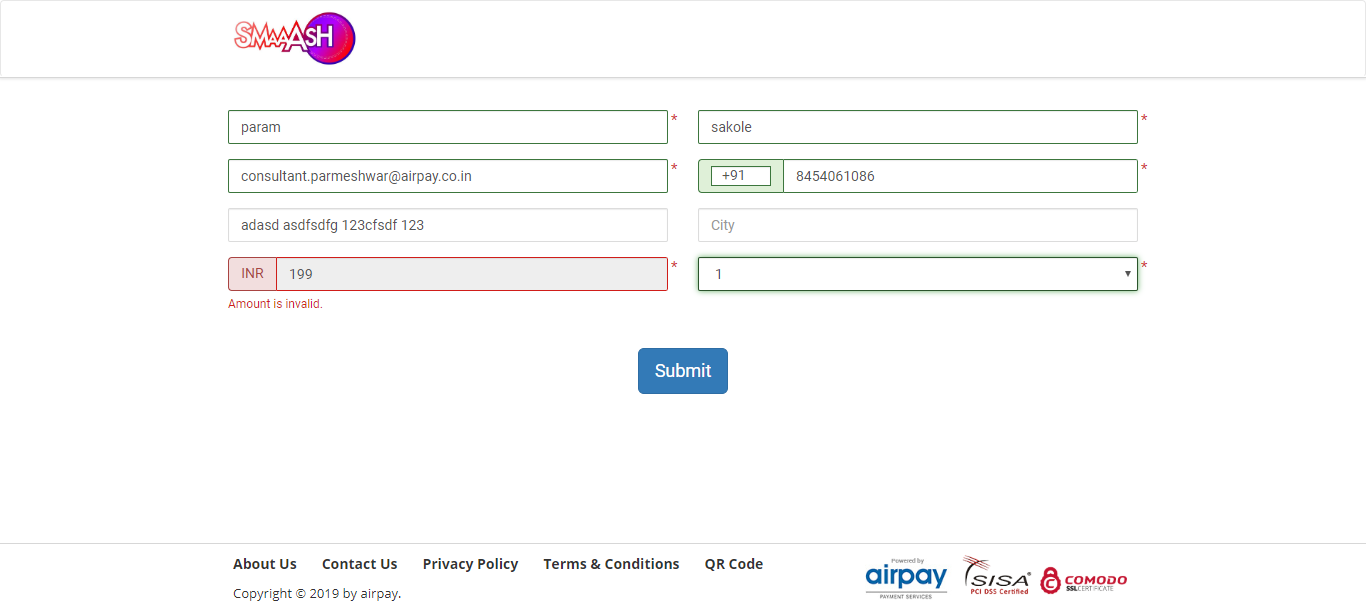 SMAAASH
param *
sakole *
consultant.parmeshwar@airpay.co.in *
+91 8454061086 *
adasd asdfsdfg 123cfsdf 123
City
INR 199 *
1 *
Amount is invalid.
Submit
About Us Contact Us Privacy Policy Terms & Conditions QR Code
Copyright © 2019 by airpay.
Powered by
airpay
PAYMENT SERVICES
SISA
PCI DSS Certified
COMODO
SSL CERTIFICATE